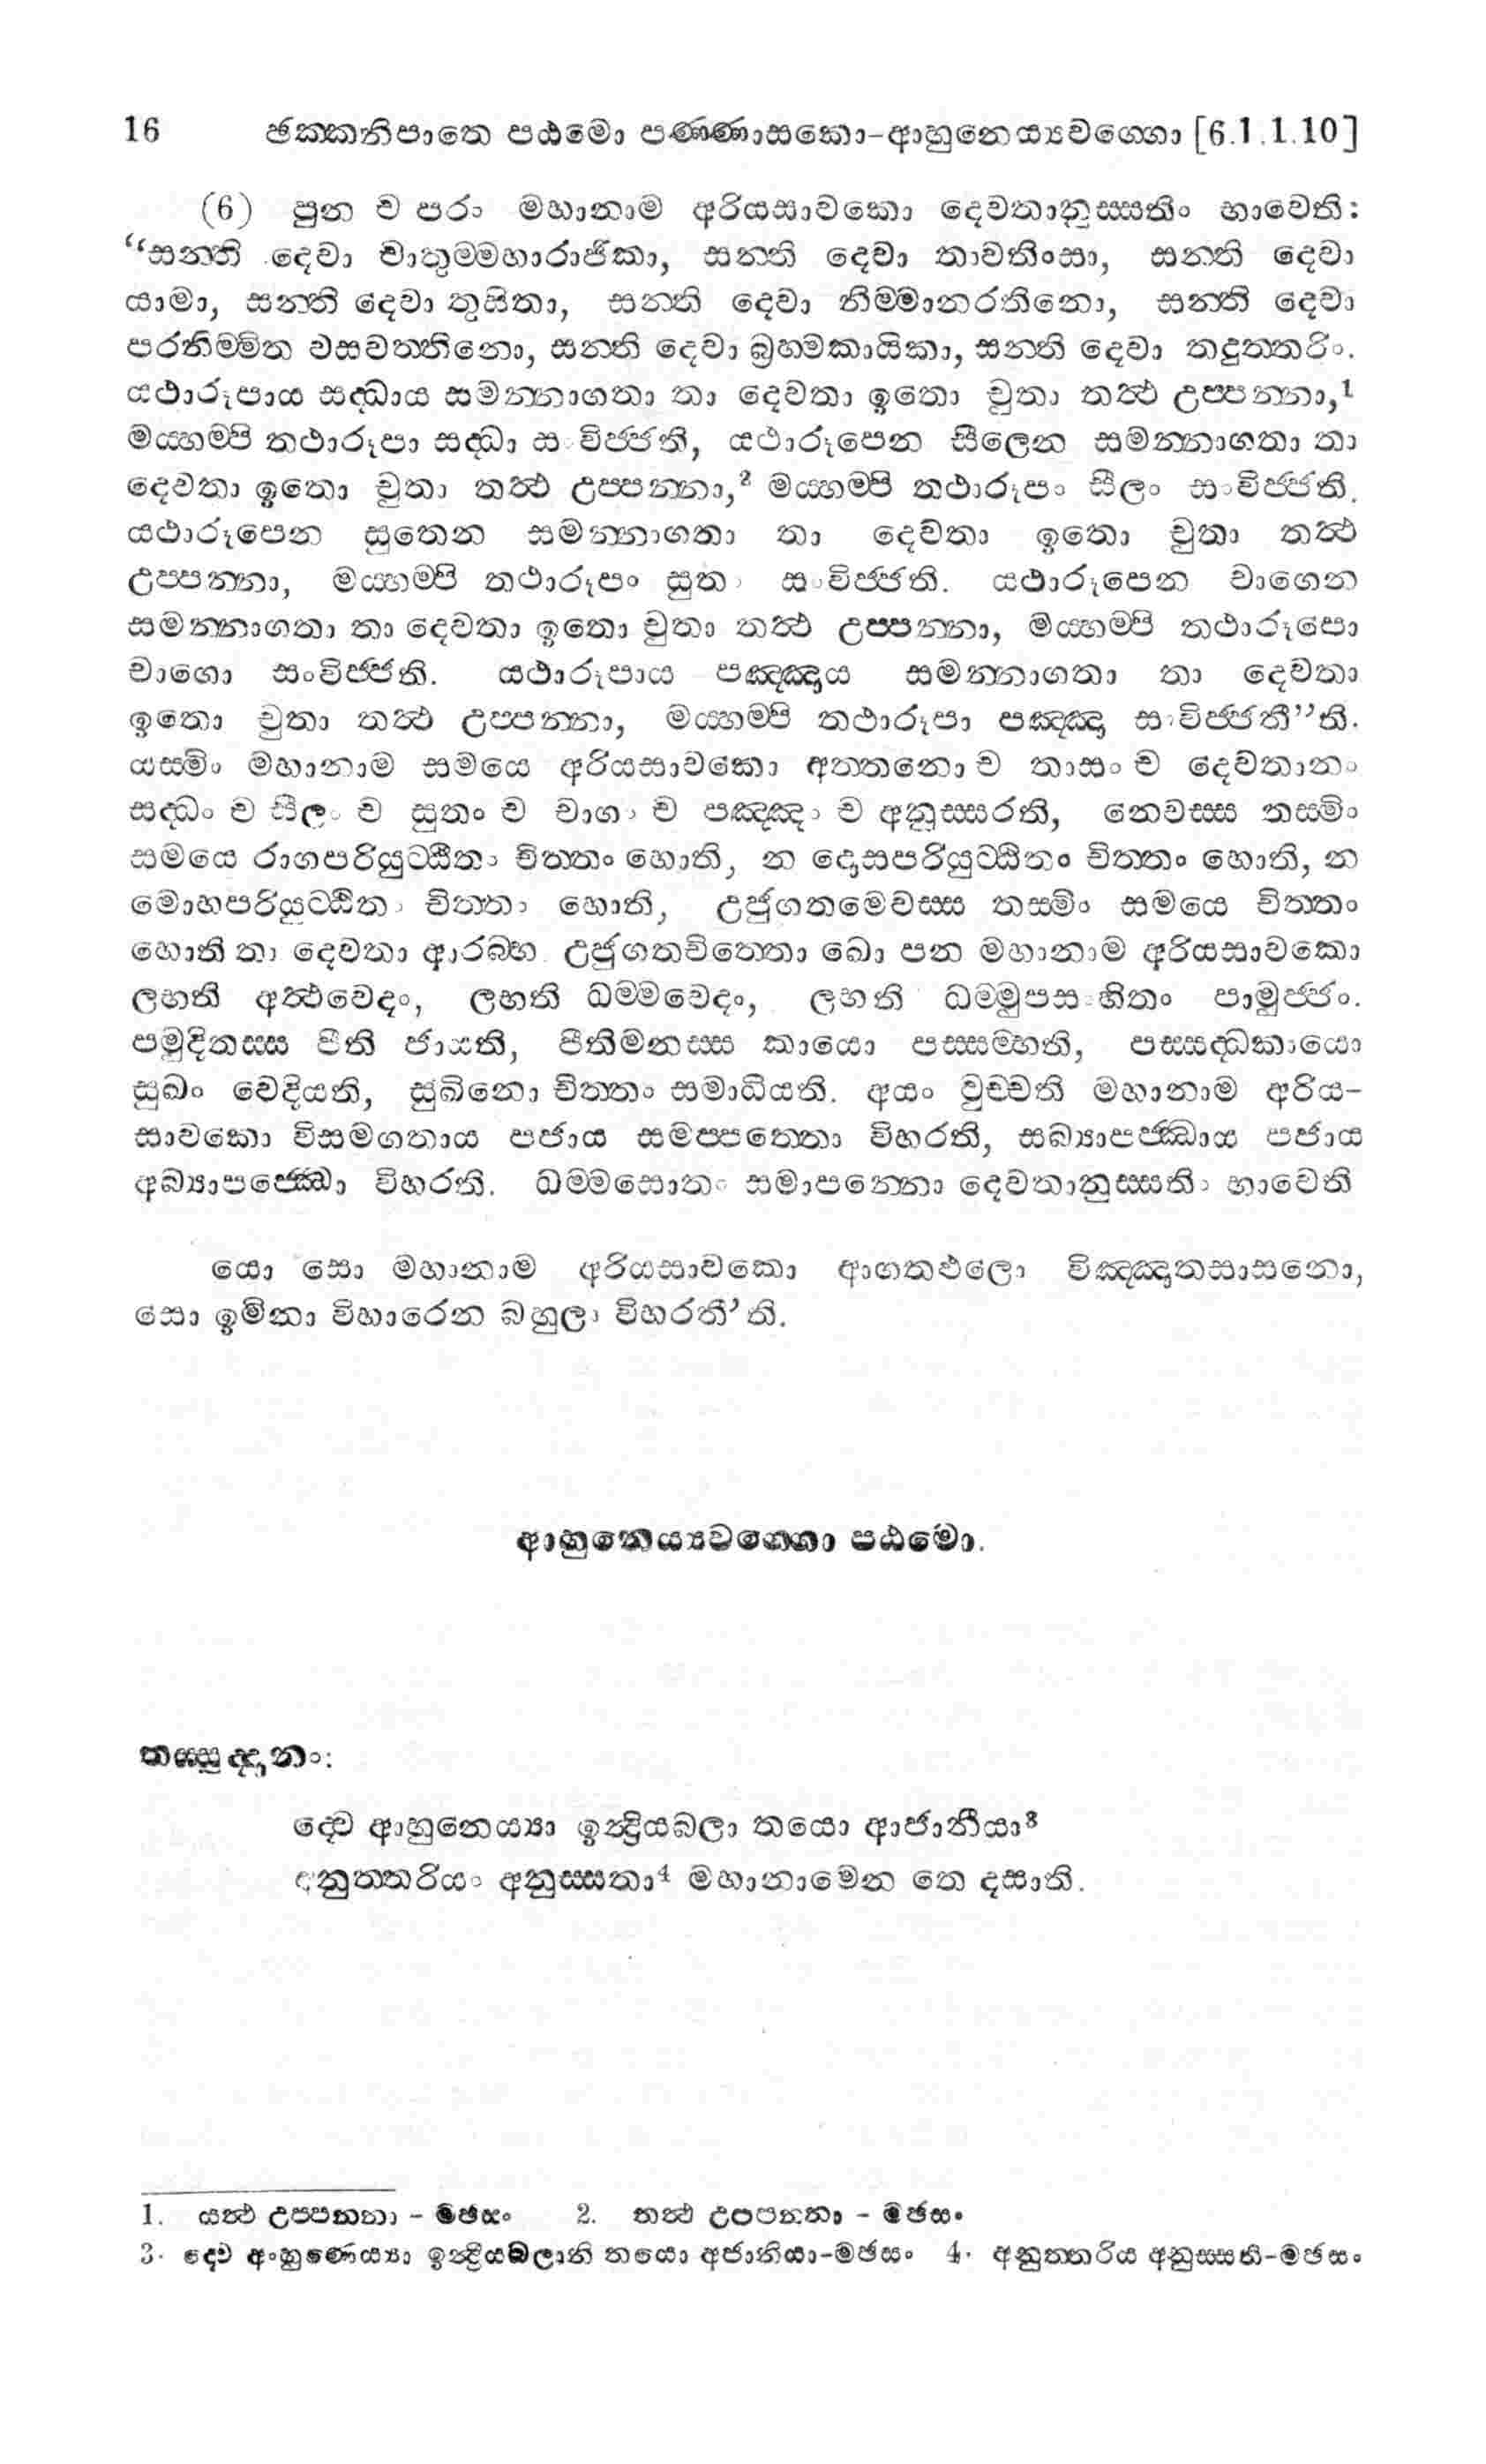 16 ඡක්කනිපාතො පඨමො පණ්ණාසකො-ආහුනෙය්‍යවග්ගො [6.1.1.10]
(6) පුන ච පරං මහානාම අරියසාවකො දෙවතානුස්සතිං භාවෙති:
“සන්ති දෙවා චාතුම්මහාරාජිකා, සන්ති දෙවා තාවතිංසා, සන්ති දෙවා
යාමා, සන්ති දෙවා තුසිතා, සන්ති දෙවා නිම්මානරතිනො, සන්ති දෙවා
පරනිම්මිත වසවත්තිනො, සන්ති දෙවා බ්‍රහ්මකායිකා, සන්ති දෙවා තදුත්තරිං.
යථාරූපාය සද්ධාය සමන්නාගතා තා දෙවතා ඉතො චුතා තත්‍ථ උප්පන්නා,1
මය්හම්පි තථාරූපා සද්ධා සංවිජ්ජති, යථාරූපෙන සීලෙන සමන්නාගතා තා
දෙවතා ඉතො චුතා තත්‍ථ උප්පන්නා,2 මය්හම්පි තථාරූපං සීලං සංවිජ්ජති.
යථාරූපෙන සුතෙන සමන්නාගතා තා දෙවතා ඉතො චුතා තත්‍ථ
උප්පන්නා, මය්හම්පි තථාරූපං සුතං සංවිජ්ජති. යථාරූපෙන චාගෙන
සමන්නාගතා තා දෙවතා ඉතො චුතා තත්‍ථ උප්පන්නා, මය්හම්පි තථාරූපො
චාගො සංවිජ්ජති. යථාරූපාය පඤ්ඤාය සමන්නාගතා තා දෙවතා
ඉතො චුතා තත්‍ථ උප්පන්නා, මය්හම්පි තථාරූපා පඤ්ඤා සංවිජ්ජතී”ති.
යස්මිං මහානාම සමයෙ අරියසාවකො අත්තනො ච තාසං ච දෙවතානං
සද්ධං ච සීලං ච සුතං ච චාගං ච පඤ්ඤං ච අනුස්සරති, නෙවස්ස තස්මිං
සමයෙ රාගපරියුට්ඨිතං චිත්තං හොති, න දොසපරියුට්ඨිතං චිත්තං හොති, න
මොහපරියුට්ඨිතං චිත්තං හොති, උජුගතමෙවස්ස තස්මිං සමයෙ චිත්තං
හොති තා දෙවතා ආරබ්භ. උජුගතචිත්තො ඛො පන මහානාම අරියසාවකො
ලභති අත්‍ථවෙදං, ලභති ධම්මවෙදං, ලභති ධම්මුපසංහිතං පාමුජ්ජං.
පමුදිතස්ස පීති ජායති, පීතිමනස්ස කායො පස්සම්භති, පස්සද්ධකායො
සුඛං වෙදියති, සුඛිනො චිත්තං සමාධියති. අයං වුච්චති මහානාම අරිය-
සාවකො විසමගතාය පජාය සමප්පත්තො විහරති, සබ්‍යාපජ්ඣාය පජාය
අබ්‍යාපජ්ඣො විහරති. ධම්මසොතං සමාපන්නො දෙවතානුස්සතිං භාවෙති
යො සො මහානාම අරියසාවකො ආගතඵලො විඤ්ඤාතසාසනො,
සො ඉමිනා විහාරෙන බහුලං විහරතී’ති.
ආහුනෙය්‍යවග්ගො පඨමො.
තස්සුද්දානං:
ද්වෙ ආහුනෙය්‍යා ඉන්‍ද්‍රියබලා තයො ආජානීයා3
අනුත්තරියං අනුස්සතා4 මහානාමෙන තෙ දසාති.
1. යත්‍ථ උප්පන්නා - මඡසං 2. තත්‍ථ උපපන්නා - මඡසං
3. ද්වෙ අාහුණෙය්‍යා ඉන්‍ද්‍රියබලානි තයො අජානියා-මඡසං 4. අනුත්තරිය අනුස්සති-මඡසං